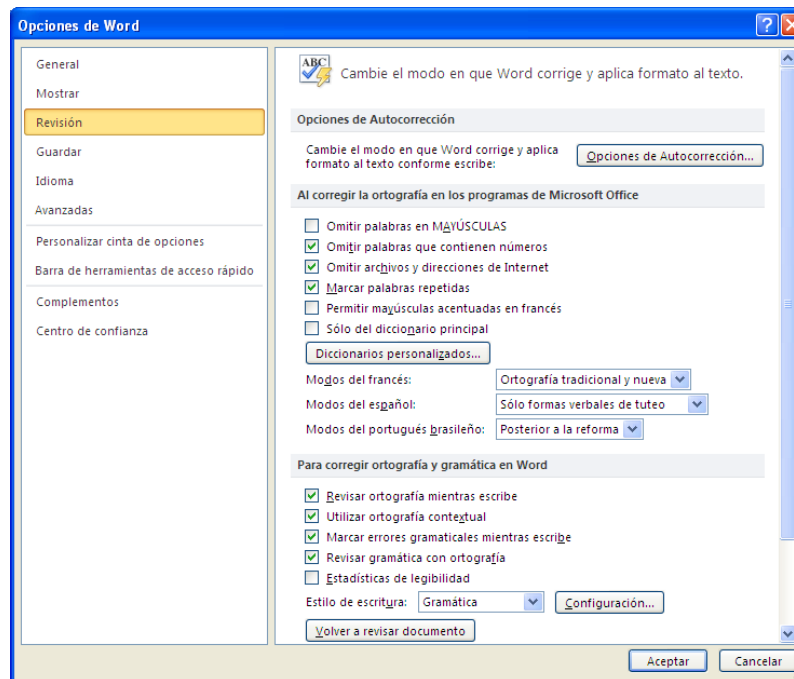 Opciones de Word
General
Mostrar
Revisión
Guardar
Idioma
Avanzadas
Personalizar cinta de opciones
Barra de herramientas de acceso rápido
Complementos
Centro de confianza
ABC
Cambie el modo en que Word corrige y aplica formato al texto.
Opciones de Autocorrección
Cambie el modo en que Word corrige y aplica
formato al texto conforme escribe:
Opciones de Autocorrección...
Al corregir la ortografía en los programas de Microsoft Office
Omitir palabras en MAYÚSCULAS
Omitir palabras que contienen números
Omitir archivos y direcciones de Internet
Marcar palabras repetidas
Permitir mayúsculas acentuadas en francés
Sólo del diccionario principal
Diccionarios personalizados...
Modos del francés: Ortografía tradicional y nueva
Modos del español: Sólo formas verbales de tuteo
Modos del portugués brasileño: Posterior a la reforma
Para corregir ortografía y gramática en Word
Revisar ortografía mientras escribe
Utilizar ortografía contextual
Marcar errores gramaticales mientras escribe
Revisar gramática con ortografía
Estadísticas de legibilidad
Estilo de escritura: Gramática Configuración...
Volver a revisar documento
Aceptar Cancelar